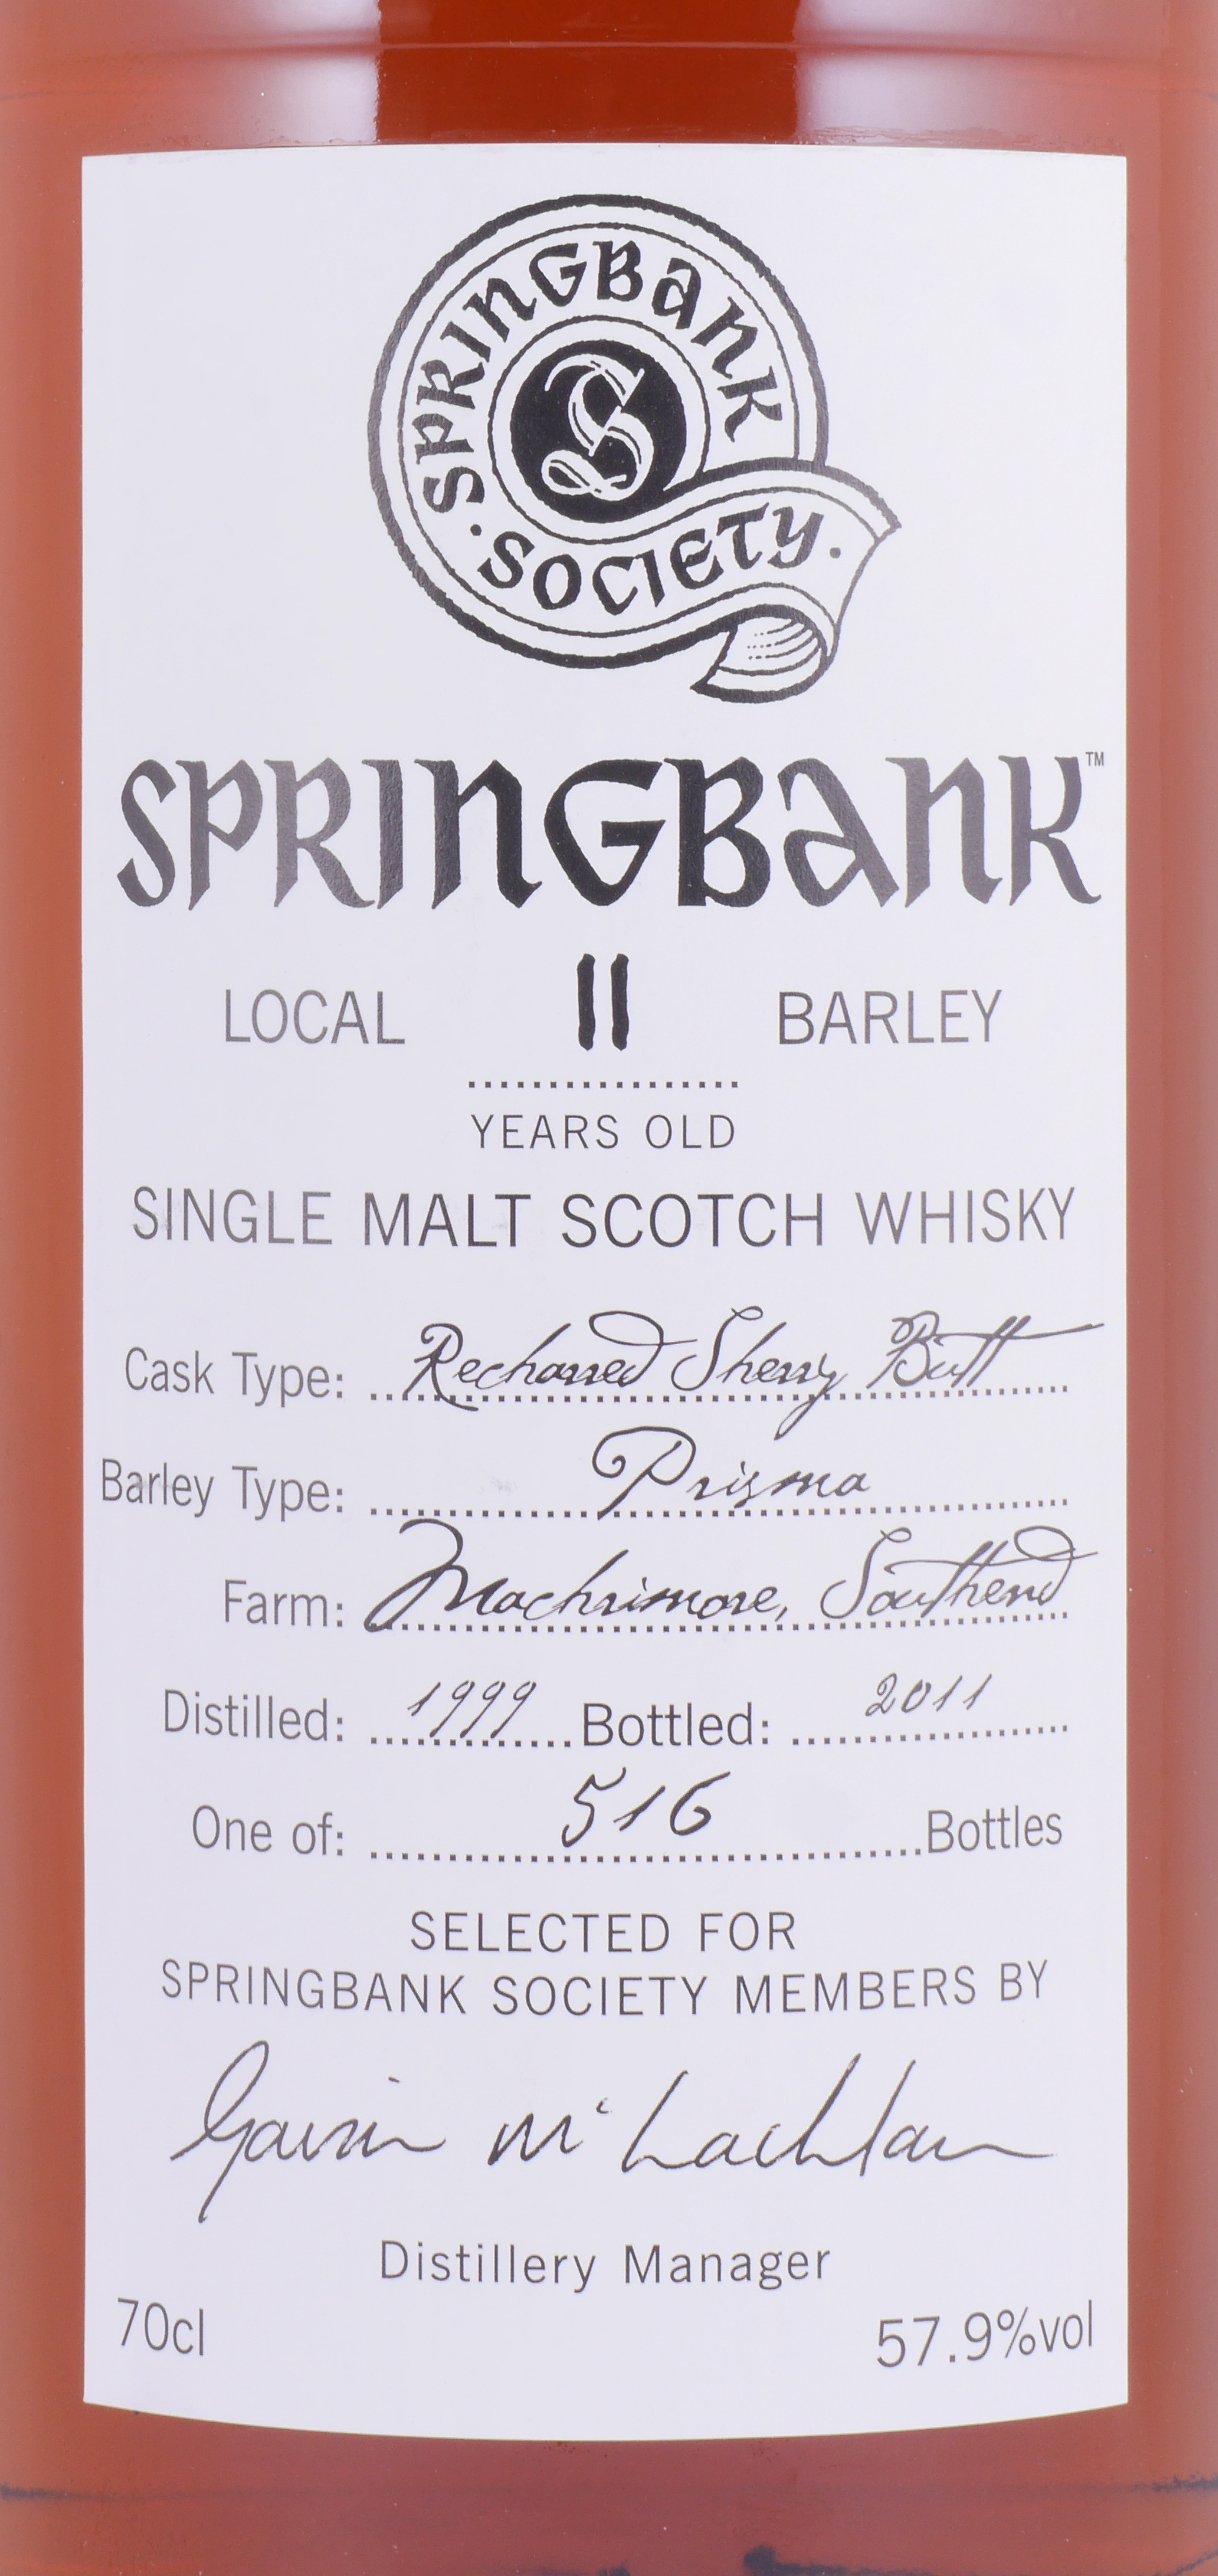 SPRINGBANK
· SOCIETY ·
S
SPRINGBANK™
LOCAL 11 BARLEY
YEARS OLD
SINGLE MALT SCOTCH WHISKY
Cask Type: Recharred Sherry Butt
Barley Type: Prisma
Farm: Machrimore, Southend
Distilled: 1999 Bottled: 2011
One of: 516 Bottles
SELECTED FOR
SPRINGBANK SOCIETY MEMBERS BY
Gavin McLachlan
Distillery Manager
70cl 57.9%vol